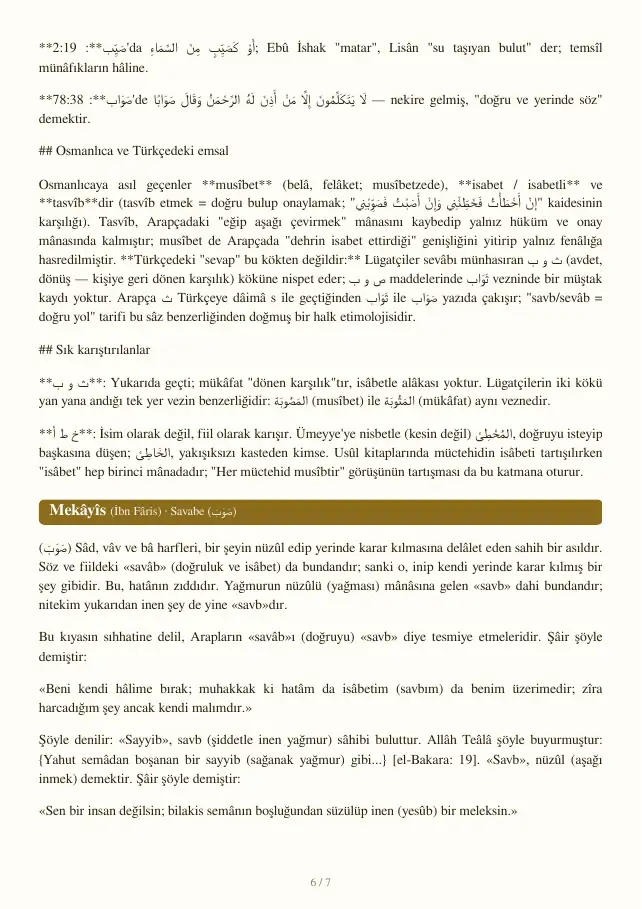 **2:19 :**صَيِّب'da أَوْ كَصَيِّبٍ مِنَ السَّمَاءِ; Ebû İshak "matar", Lisân "su taşıyan bulut" der; temsîl
münâfıkların hâline.
**78:38 :**صَوَاب'de لَا يَتَكَلَّمُونَ إِلَّا مَنْ أَذِنَ لَهُ الرَّحْمَنُ وَقَالَ صَوَابًا — nekire gelmiş, "doğru ve yerinde söz"
demektir.
## Osmanlıca ve Türkçedeki emsal
Osmanlıcaya asıl geçenler **musîbet** (belâ, felâket; musîbetzede), **isabet / isabetli** ve
**tasvîb**dir (tasvîb etmek = doğru bulup onaylamak; "إِنْ أَخْطَأْتُ فَخَطِّئْنِي وَإِنْ أَصَبْتُ فَصَوِّبْنِي" kaidesinin
karşılığı). Tasvîb, Arapçadaki "eğip aşağı çevirmek" mânasını kaybedip yalnız hüküm ve onay
mânasında kalmıştır; musîbet de Arapçada "dehrin isabet ettirdiği" genişliğini yitirip yalnız fenâlığa
hasredilmiştir. **Türkçedeki "sevap" bu kökten değildir:** Lügatçiler sevâbı münhasıran ث و ب (avdet,
dönüş — kişiye geri dönen karşılık) köküne nispet eder; ص و ب maddelerinde ثَوَاب vezninde bir müştak
kaydı yoktur. Arapça ث Türkçeye dâimâ s ile geçtiğinden ثَوَاب ile صَوَاب yazıda çakışır; "savb/sevâb =
doğru yol" tarifi bu sâz benzerliğinden doğmuş bir halk etimolojisidir.
## Sık karıştırılanlar
**ث و ب**: Yukarıda geçti; mükâfat "dönen karşılık"tır, isâbetle alâkası yoktur. Lügatçilerin iki kökü
yan yana andığı tek yer vezin benzerliğidir: المَصُوبَة (musîbet) ile المَثُوبَة (mükâfat) aynı veznedir.
**خ ط أ**: İsim olarak değil, fiil olarak karışır. Ümeyye'ye nisbetle (kesin değil) المُخْطِئ, doğruyu isteyip
başkasına düşen; الخَاطِئ, yakışıksızı kasteden kimse. Usûl kitaplarında müctehidin isâbeti tartışılırken
"isâbet" hep birinci mânadadır; "Her müctehid musîbtir" görüşünün tartışması da bu katmana oturur.
Mekâyîs (İbn Fâris) · Savabe (صَوَبَ)
(صَوَبَ) Sâd, vâv ve bâ harfleri, bir şeyin nüzûl edip yerinde karar kılmasına delâlet eden sahih bir asıldır.
Söz ve fiildeki «savâb» (doğruluk ve isâbet) da bundandır; sanki o, inip kendi yerinde karar kılmış bir
şey gibidir. Bu, hatânın zıddıdır. Yağmurun nüzûlü (yağması) mânâsına gelen «savb» dahi bundandır;
nitekim yukarıdan inen şey de yine «savb»dır.
Bu kıyasın sıhhatine delil, Arapların «savâb»ı (doğruyu) «savb» diye tesmiye etmeleridir. Şâir şöyle
demiştir:
«Beni kendi hâlime bırak; muhakkak ki hatâm da isâbetim (savbım) da benim üzerimedir; zîra
harcadığım şey ancak kendi malımdır.»
Şöyle denilir: «Sayyib», savb (şiddetle inen yağmur) sâhibi buluttur. Allâh Teâlâ şöyle buyurmuştur:
{Yahut semâdan boşanan bir sayyib (sağanak yağmur) gibi...} [el-Bakara: 19]. «Savb», nüzûl (aşağı
inmek) demektir. Şâir şöyle demiştir:
«Sen bir insan değilsin; bilakis semânın boşluğundan süzülüp inen (yesûb) bir meleksin.»
6 / 7